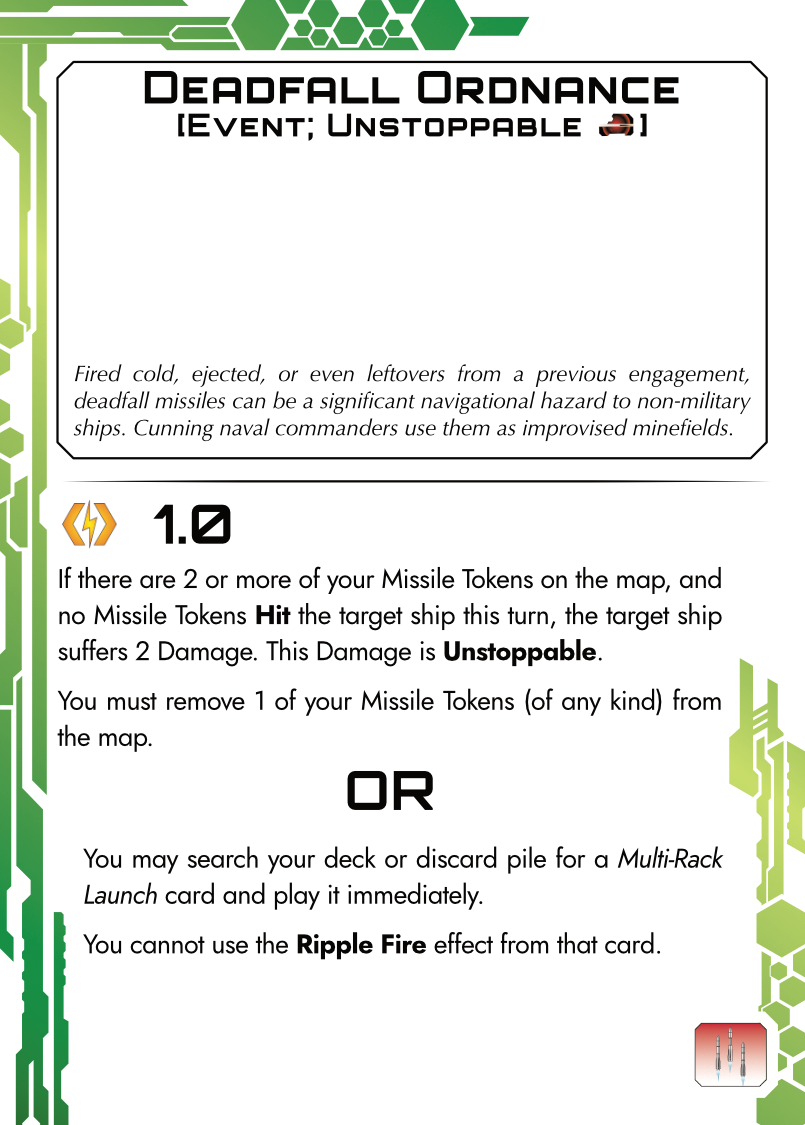 Deadfall Ordnance
[Event; Unstoppable ]
Fired cold, ejected, or even leftovers from a previous engagement,
deadfall missiles can be a significant navigational hazard to non-military
ships. Cunning naval commanders use them as improvised minefields.
1.0
If there are 2 or more of your Missile Tokens on the map, and
no Missile Tokens Hit the target ship this turn, the target ship
suffers 2 Damage. This Damage is Unstoppable.
You must remove 1 of your Missile Tokens (of any kind) from
the map.
OR
You may search your deck or discard pile for a Multi-Rack
Launch card and play it immediately.
You cannot use the Ripple Fire effect from that card.